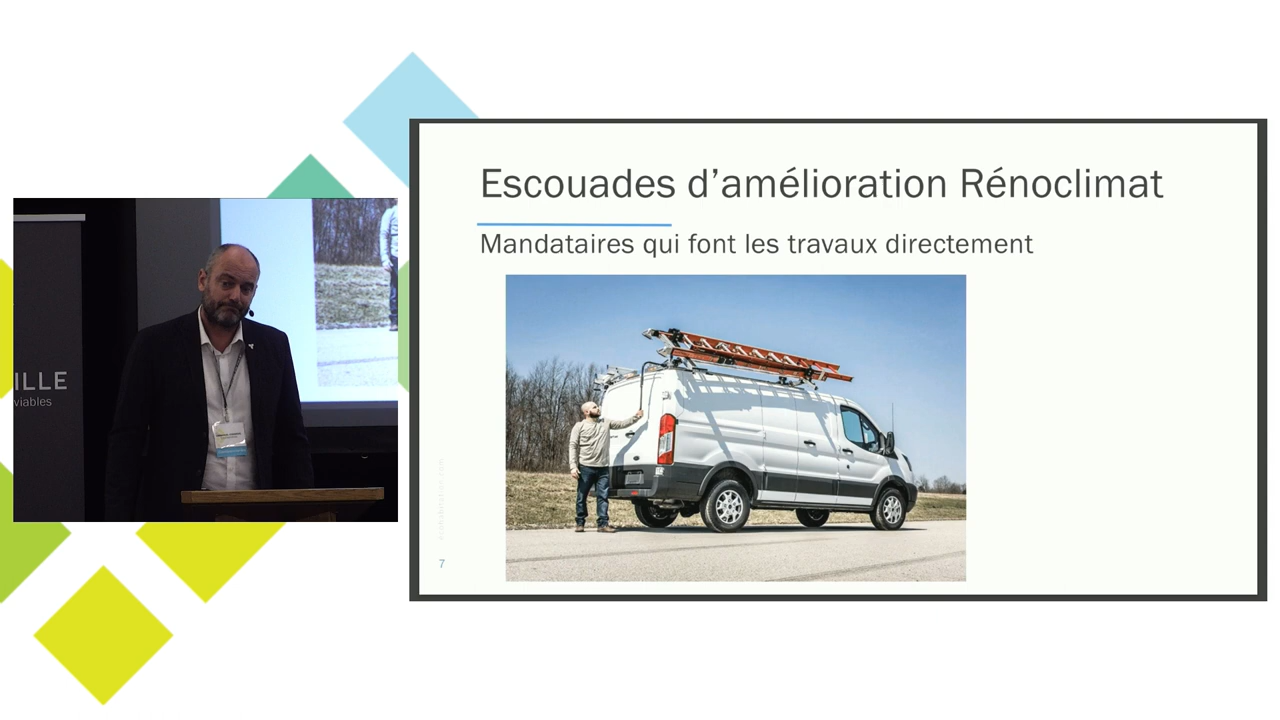 Escouades d’amélioration Rénoclimat
Mandataires qui font les travaux directement
7
ILLE
viables